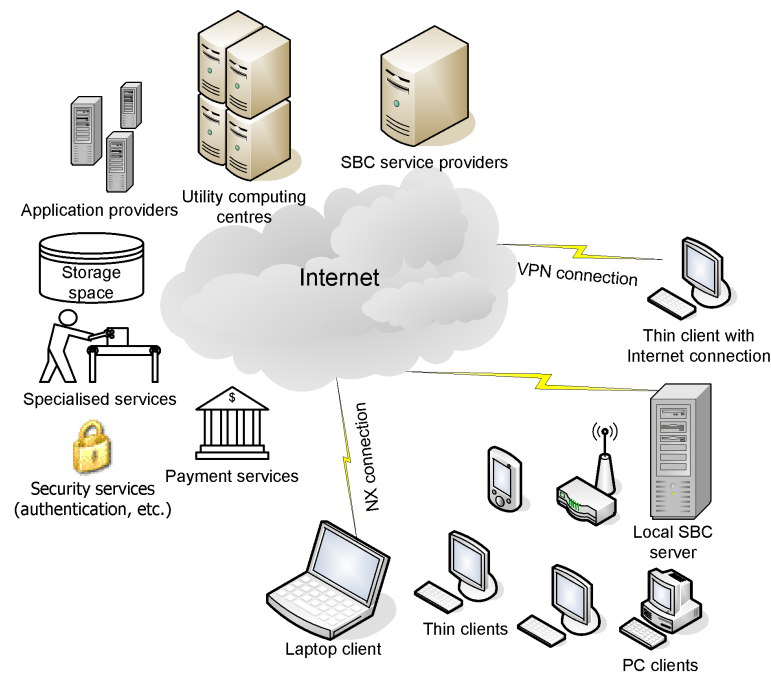 SBC service providers
Application providers
Utility computing
centres
Storage
space
Internet
VPN connection
Thin client with
Internet connection
Specialised services
$
Payment services
Security services
(authentication, etc.)
NX connection
Local SBC
server
Laptop client
Thin clients
PC clients